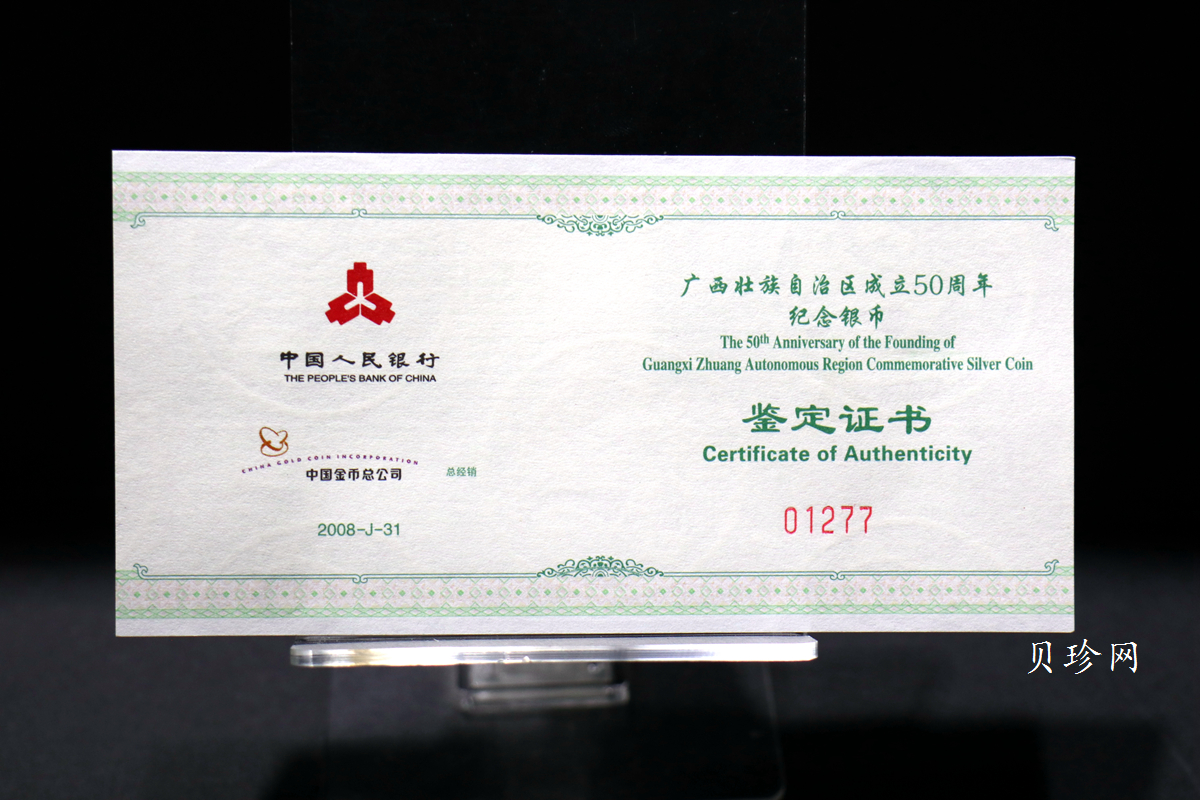 中国人民银行
THE PEOPLE'S BANK OF CHINA
CHINA GOLD COIN INCORPORATION
中国金币总公司
总经销
2008-J-31
广西壮族自治区成立50周年
纪念银币
The 50th Anniversary of the Founding of
Guangxi Zhuang Autonomous Region Commemorative Silver Coin
鉴定证书
Certificate of Authenticity
01277
贝珍网